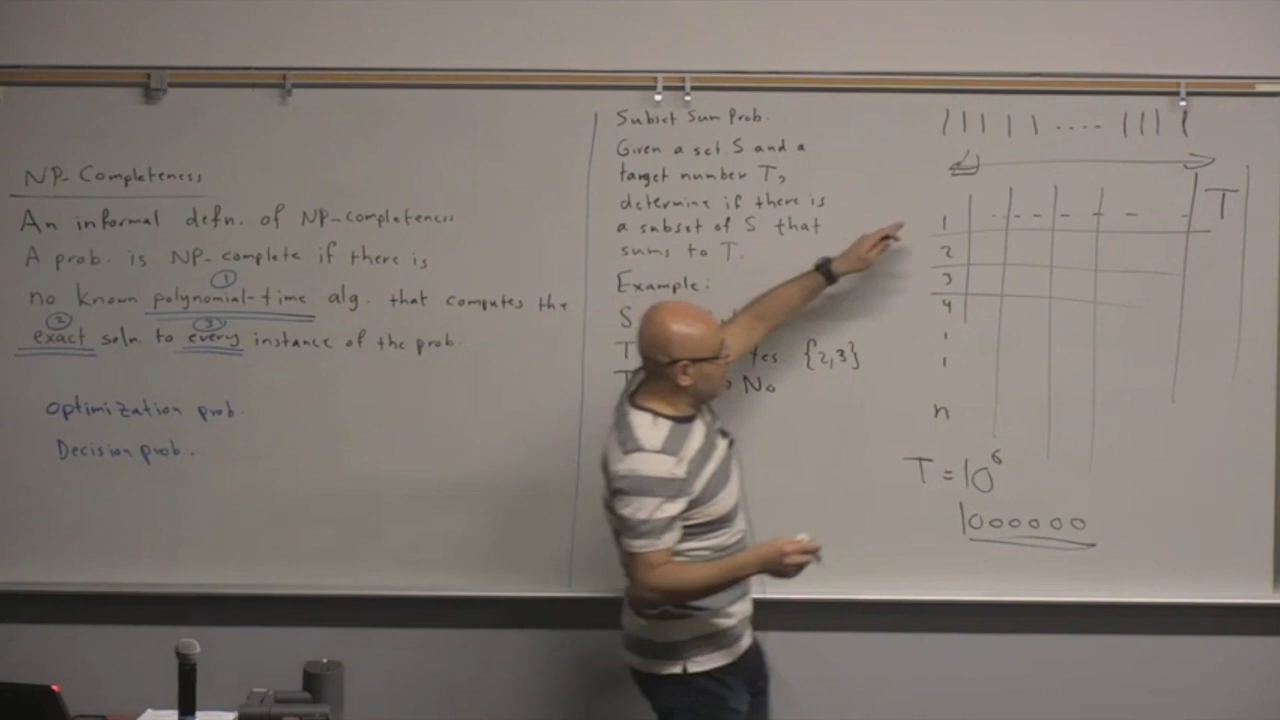 NP-Completeness
An informal defn. of NP-completeness
A prob. is NP-complete if there is
1
no known polynomial-time alg. that computes the
2 3
exact soln. to every instance of the prob.
Optimization prob.
Decision prob.
Subset Sum Prob.
Given a set S and a
target number T,
determine if there is
a subset of S that
sums to T.
Example:
S
T Yes {2,3}
T No
T
1
2
3
4
n
T = 10^6
1000000